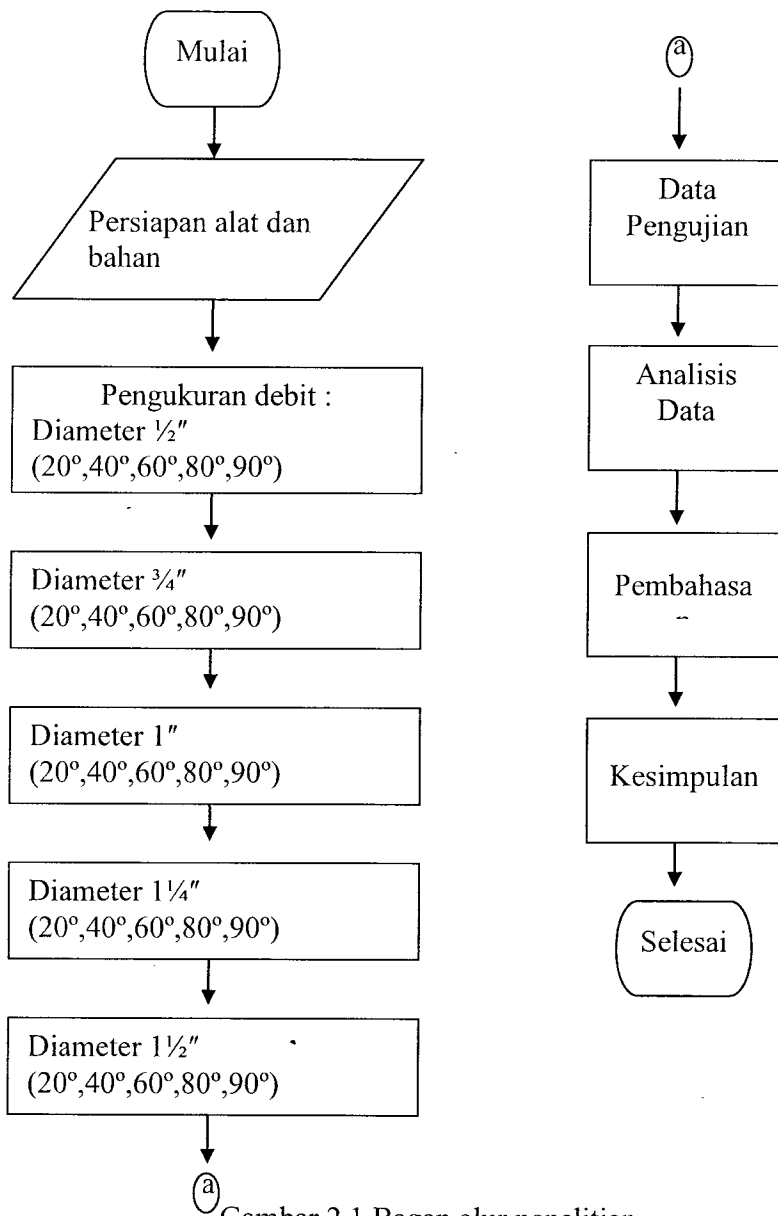 Mulai
Persiapan alat dan
bahan
Pengukuran debit :
Diameter ½″
(20º,40º,60º,80º,90º)
Diameter ¾″
(20º,40º,60º,80º,90º)
Diameter 1″
(20º,40º,60º,80º,90º)
Diameter 1¼″
(20º,40º,60º,80º,90º)
Diameter 1½″
(20º,40º,60º,80º,90º)
a
a
Data
Pengujian
Analisis
Data
Pembahasa
Kesimpulan
Selesai
Gambar 2.1 Bagan alur penelitian